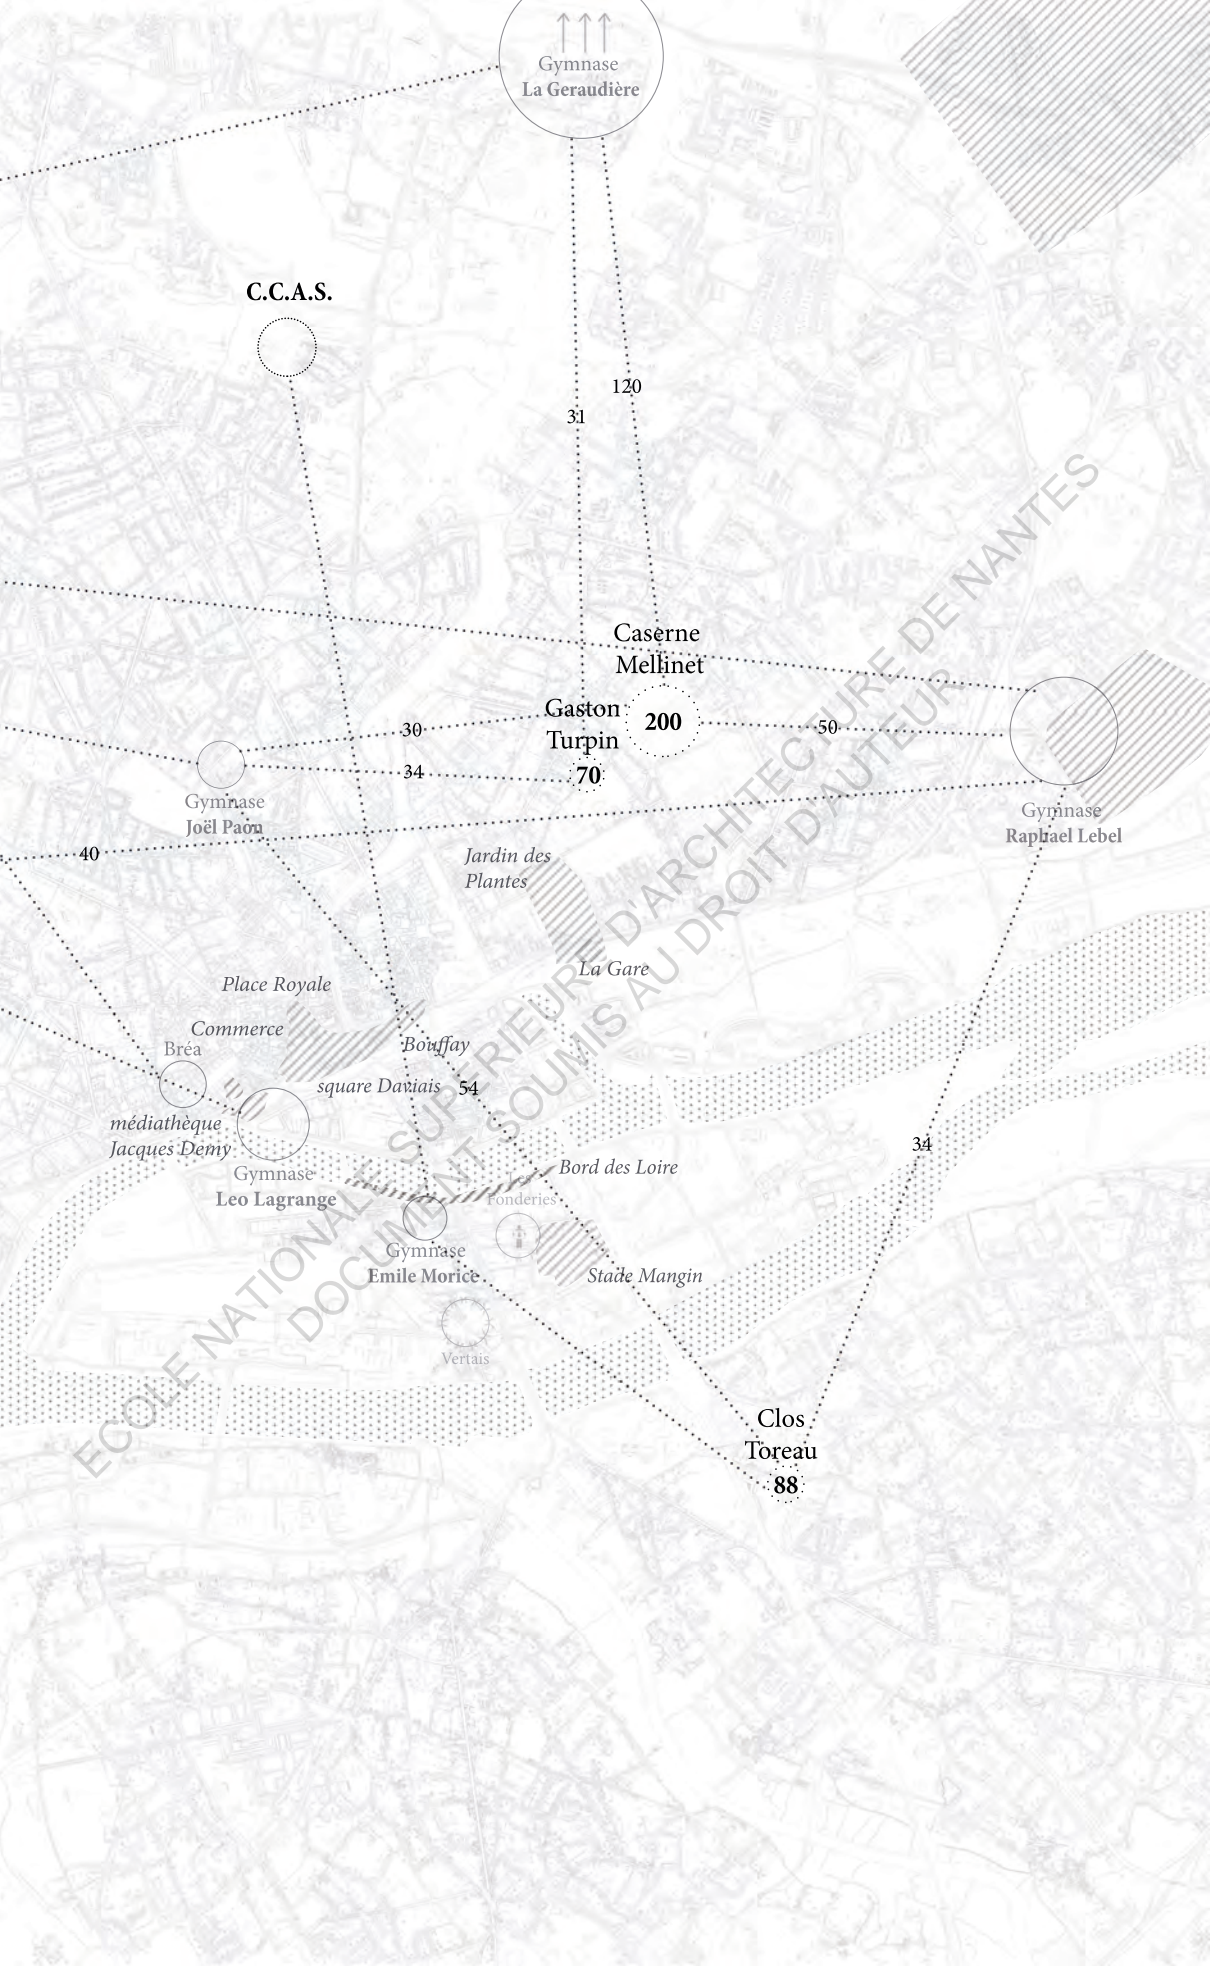 Gymnase
La Geraudière
C.C.A.S.
120
31
Caserne
Mellinet
Gaston
Turpin
200
70
30
34
50
Gymnase
Joël Paon
Gymnase
Raphael Lebel
40
Jardin des
Plantes
La Gare
Place Royale
Commerce
Bréa
Bouffay
square Daviais
54
médiathèque
Jacques Demy
Gymnase
Leo Lagrange
34
Bord des Loire
Les
Fonderies
Gymnase
Emile Morice
Stade Mangin
Vertais
Clos
Toreau
88
ECOLE NATIONALE SUPERIEURE D'ARCHITECTURE DE NANTES
DOCUMENT SOUMIS AU DROIT D'AUTEUR